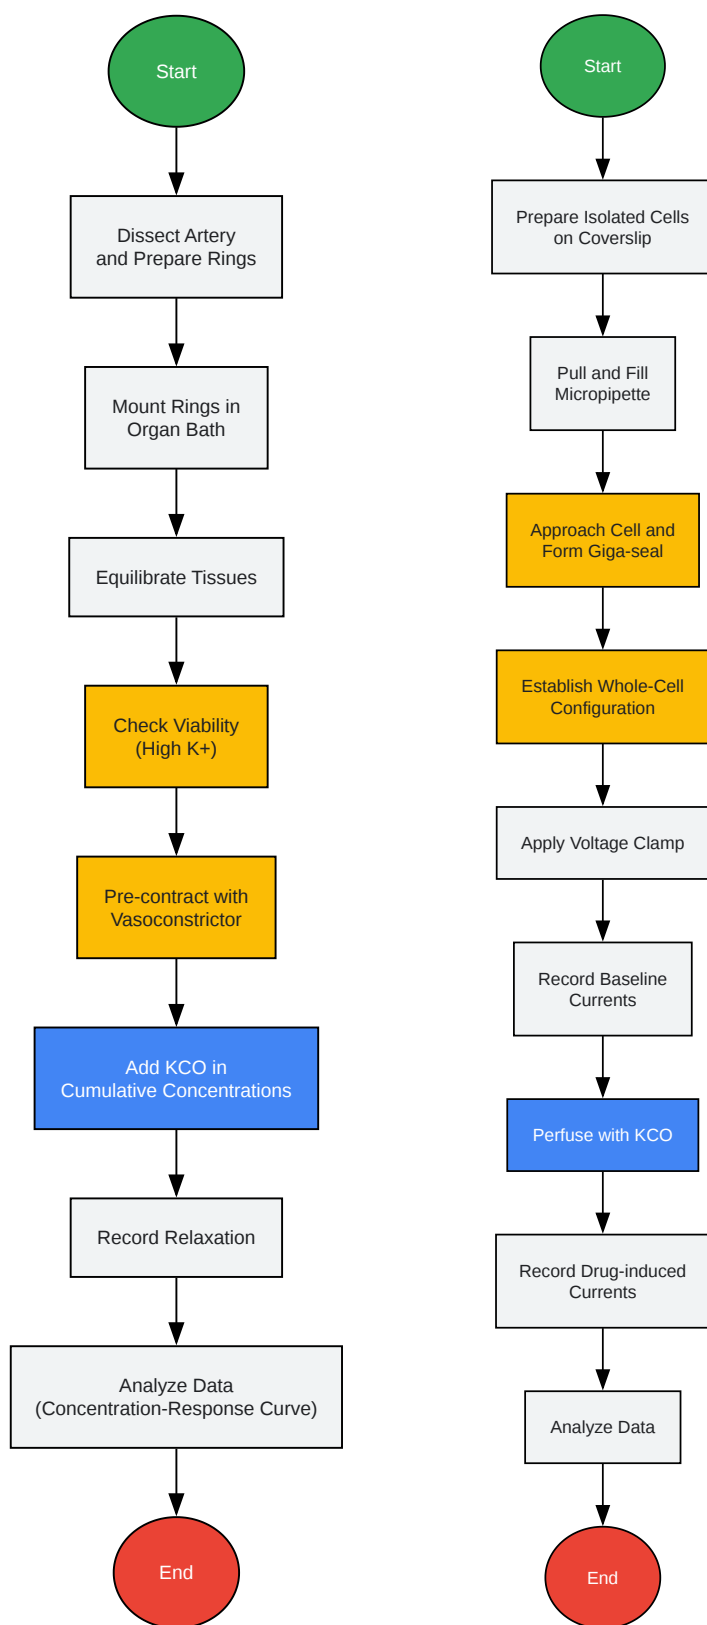 Start
Dissect Artery
and Prepare Rings
Mount Rings in
Organ Bath
Equilibrate Tissues
Check Viability
(High K+)
Pre-contract with
Vasoconstrictor
Add KCO in
Cumulative Concentrations
Record Relaxation
Analyze Data
(Concentration-Response Curve)
End
Start
Prepare Isolated Cells
on Coverslip
Pull and Fill
Micropipette
Approach Cell and
Form Giga-seal
Establish Whole-Cell
Configuration
Apply Voltage Clamp
Record Baseline
Currents
Perfuse with KCO
Record Drug-induced
Currents
Analyze Data
End